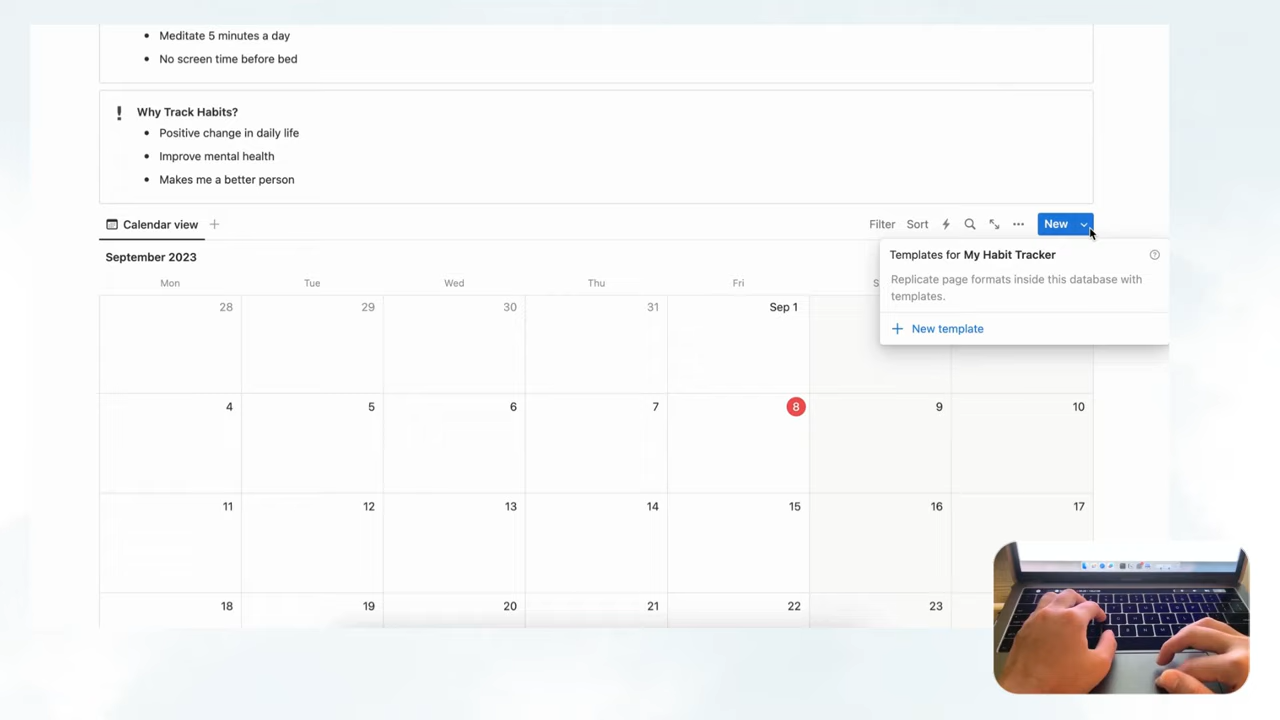 Meditate 5 minutes a day
No screen time before bed
Why Track Habits?
Positive change in daily life
Improve mental health
Makes me a better person
Calendar view
Filter Sort New
Templates for My Habit Tracker
Replicate page formats inside this database with
templates.
New template
September 2023
Mon Tue Wed Thu Fri S
28 29 30 31 Sep 1
4 5 6 7 8 9 10
11 12 13 14 15 16 17
18 19 20 21 22 23